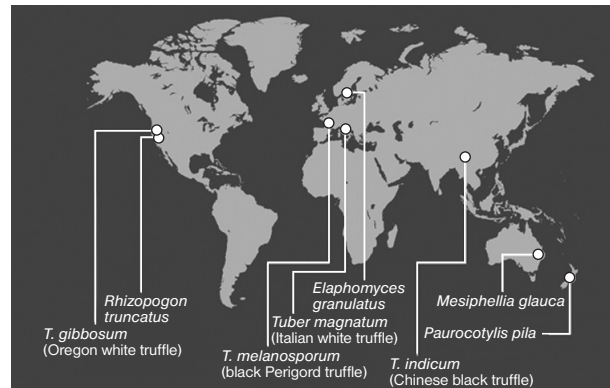 Rhizopogon
truncatus
T. gibbosum
(Oregon white truffle)
Elaphomyces
granulatus
Tuber magnatum
(Italian white truffle)
T. melanosporum
(black Perigord truffle)
Mesiphellia glauca
Paurocotylis pila
T. indicum
(Chinese black truffle)